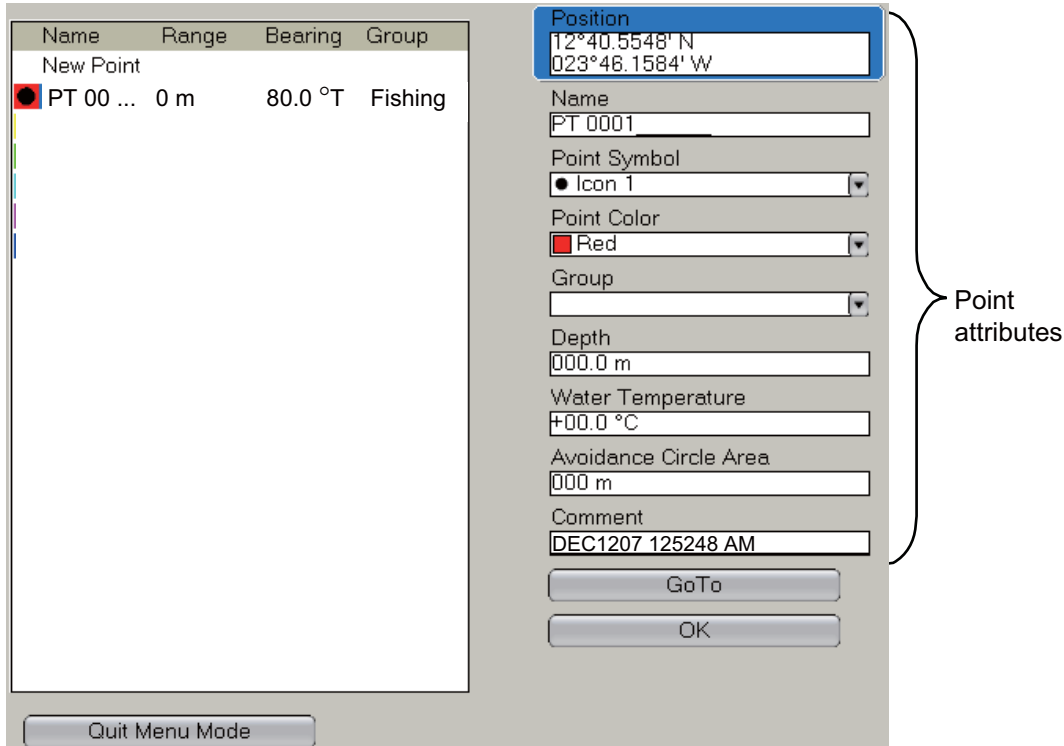 Name Range Bearing Group
New Point
PT 00 ... 0 m 80.0 °T Fishing
Quit Menu Mode
Position
12°40.5548' N
023°46.1584' W
Name
PT 0001_______
Point Symbol
Icon 1
Point Color
Red
Group
Depth
000.0 m
Water Temperature
+00.0 °C
Avoidance Circle Area
000 m
Comment
DEC1207 125248 AM
GoTo
OK
Point
attributes